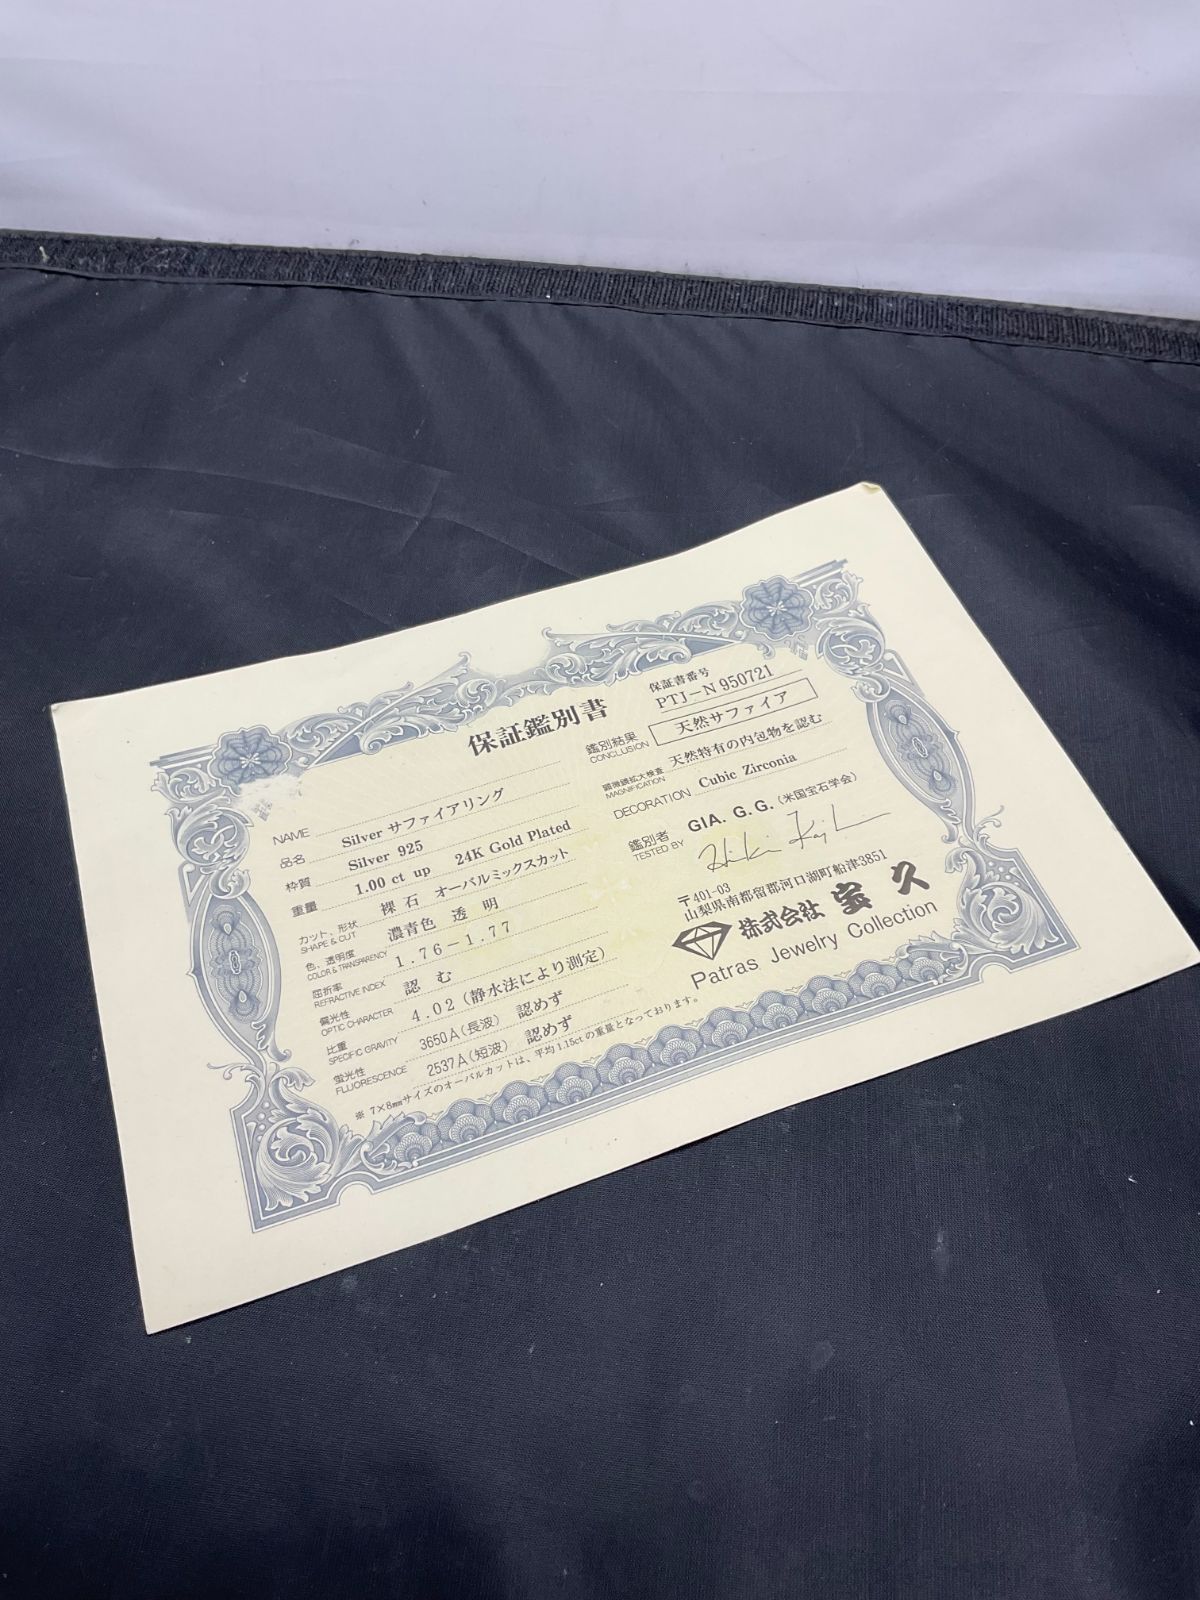 保証鑑別書
NAME
品名 Silver サファイアリング
枠質 Silver 925 24K Gold Plated
重量 1.00 ct up
カット、形状 SHAPE & CUT 裸石 オーバルミックスカット
色、透明度 COLOR & TRANSPARENCY 濃青色 透明
屈折率 REFRACTIVE INDEX 1.76-1.77
偏光性 OPTIC CHARACTER 認む
比重 SPECIFIC GRAVITY 4.02(静水法により測定)
蛍光性 FLUORESCENCE 3650A(長波) 認めず
2537A(短波) 認めず
※ 7×8㎜サイズのオーバルカットは、平均1.15ctの重量となっております。
保証書番号
PTJ-N 950721
鑑別結果 CONCLUSION 天然サファイア
顕微鏡拡大検査 MAGNIFICATION 天然特有の内包物を認む
DECORATION Cubic Zirconia
鑑別者 TESTED BY GIA. G.G.(米国宝石学会)
〒401-03
山梨県南都留郡河口湖町船津3851
株式会社 宝久
Patras Jewelry Collection